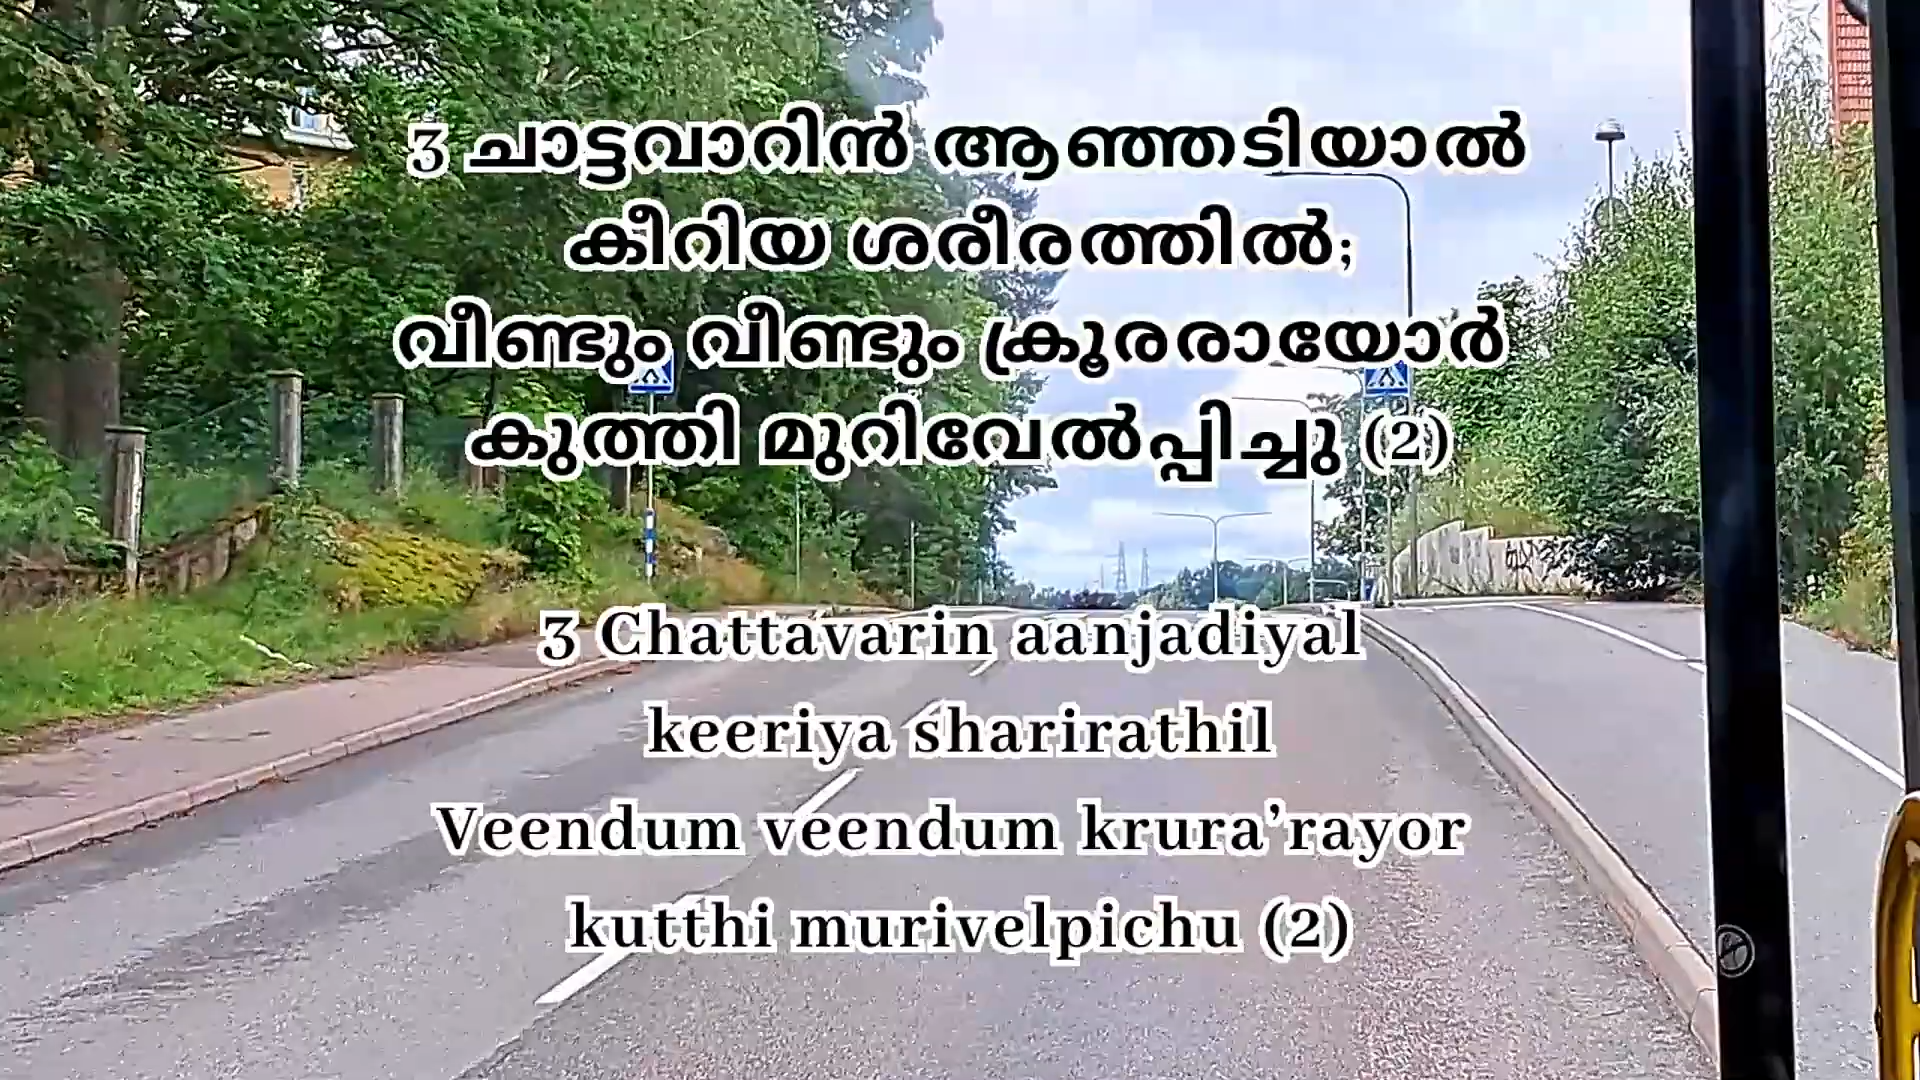 3 ചാട്ടവാറിൻ ആഞ്ഞടിയാൽ
കീറിയ ശരീരത്തിൽ;
വീണ്ടും വീണ്ടും ക്രൂരരായോർ
കുത്തി മുറിവേൽപ്പിച്ചു (2)
3 Chattavarin aanjadiyal
keeriya sharirathil
Veendum veendum krura’rayor
kutthi murivelpichu (2)